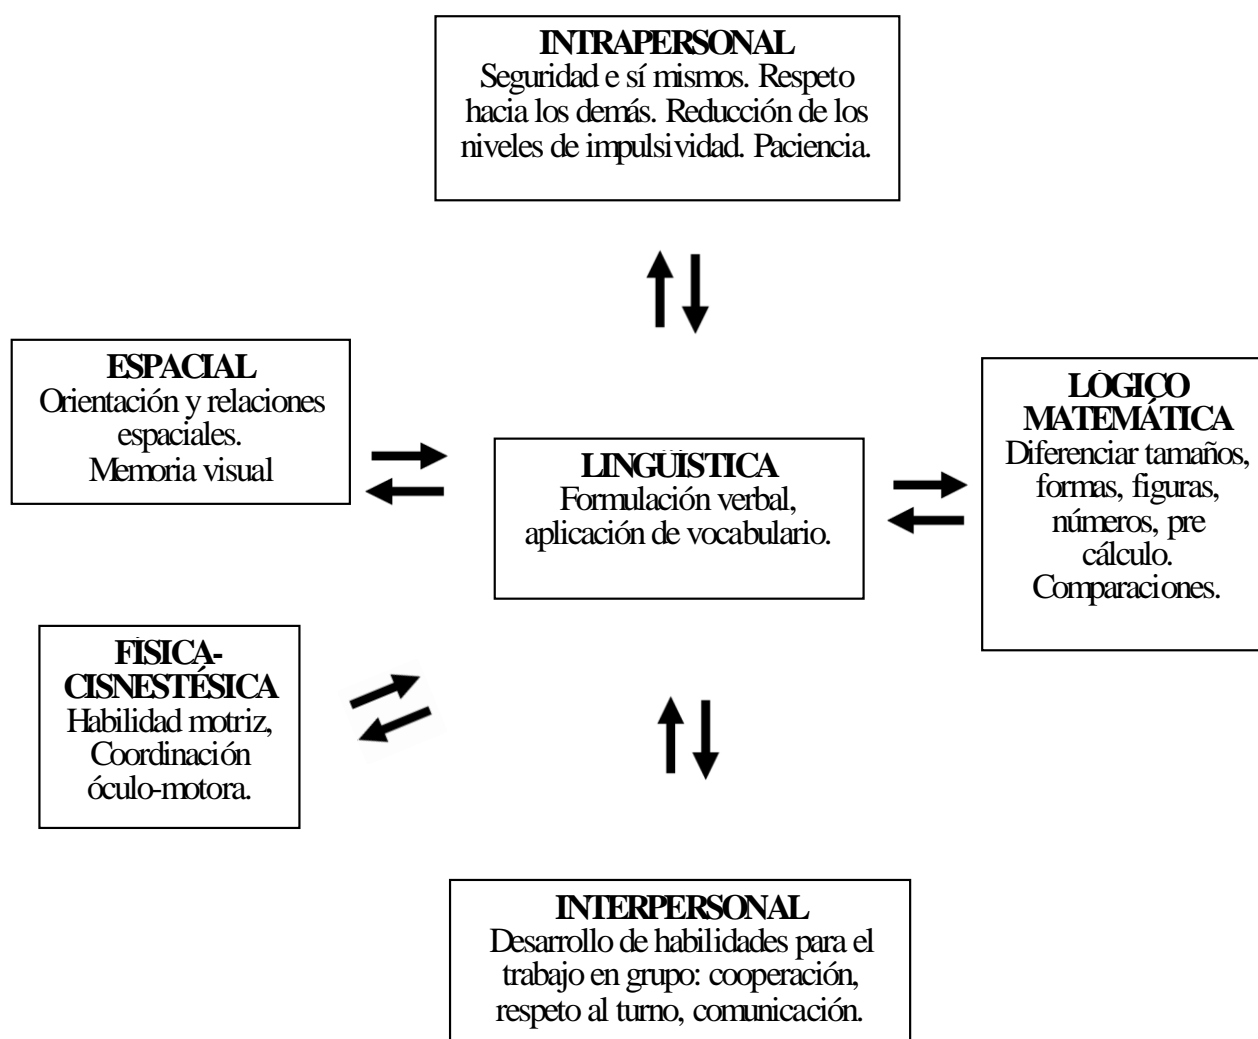 INTRAPERSONAL
Seguridad e sí mismos. Respeto
hacia los demás. Reducción de los
niveles de impulsividad. Paciencia.
ESPACIAL
Orientación y relaciones
espaciales.
Memoria visual
LINGÜÍSTICA
Formulación verbal,
aplicación de vocabulario.
LÓGICO
MATEMÁTICA
Diferenciar tamaños,
formas, figuras,
números, pre
cálculo.
Comparaciones.
FÍSICA-
CISNESTÉSICA
Habilidad motriz,
Coordinación
óculo-motora.
INTERPERSONAL
Desarrollo de habilidades para el
trabajo en grupo: cooperación,
respeto al turno, comunicación.